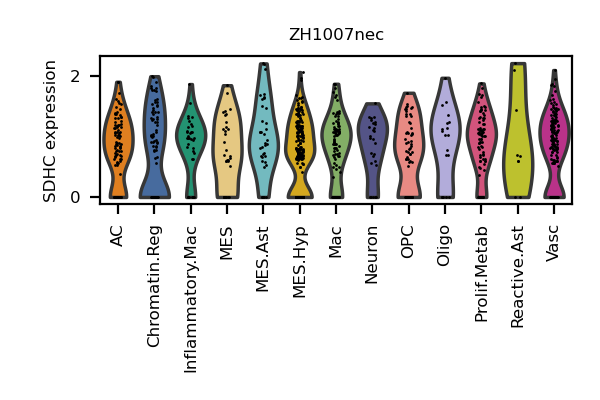 ZH1007nec
SDHC expression
2
0
AC
Chromatin.Reg
Inflammatory.Mac
MES
MES.Ast
MES.Hyp
Mac
Neuron
OPC
Oligo
Prolif.Metab
Reactive.Ast
Vasc